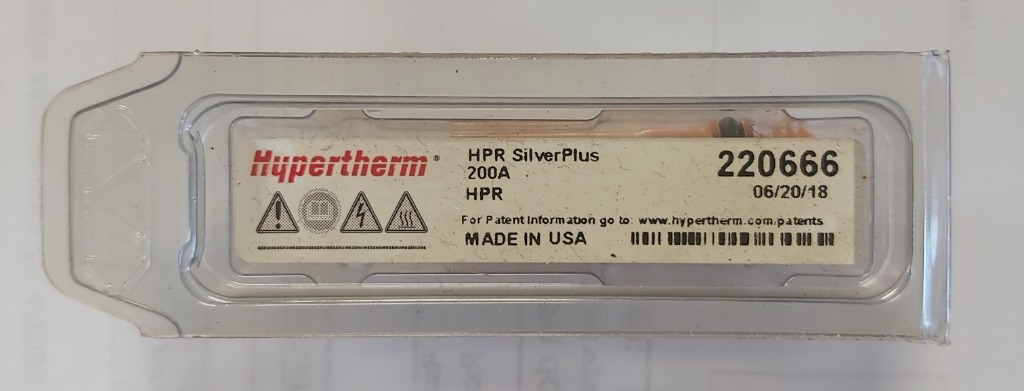 Hypertherm®
HPR SilverPlus
200A
HPR
220666
06/20/18
For Patent Information go to: www.hypertherm.com/patents
MADE IN USA